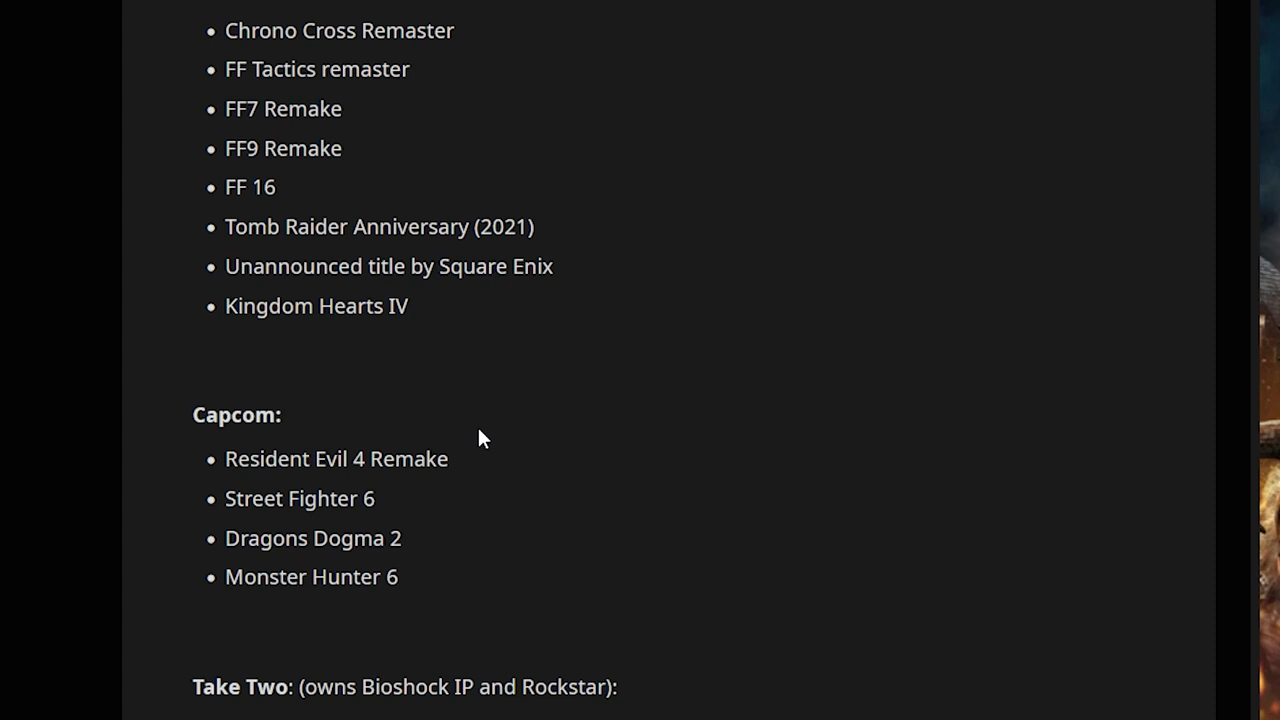 • Chrono Cross Remaster
• FF Tactics remaster
• FF7 Remake
• FF9 Remake
• FF 16
• Tomb Raider Anniversary (2021)
• Unannounced title by Square Enix
• Kingdom Hearts IV
Capcom:
• Resident Evil 4 Remake
• Street Fighter 6
• Dragons Dogma 2
• Monster Hunter 6
Take Two: (owns Bioshock IP and Rockstar):